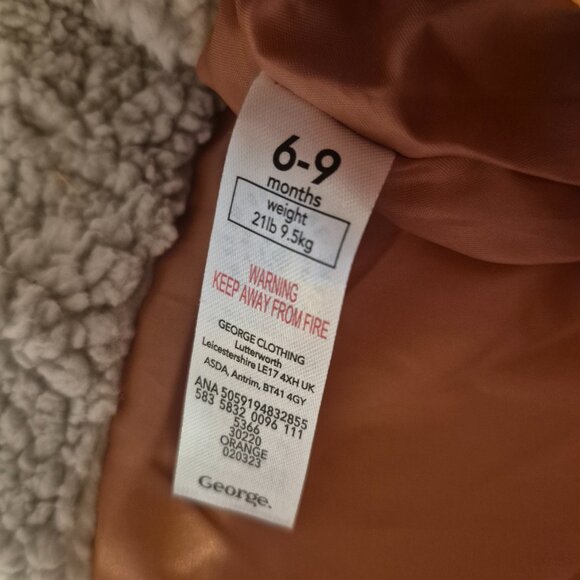 6-9
months
weight
21lb 9.5kg
WARNING
KEEP AWAY FROM FIRE
GEORGE CLOTHING
Lutterworth
Leicestershire LE17 4XH UK
ASDA, Antrim, BT41 4GY
ANA 5059194832855
583 5832 0096 111
5366
30220
ORANGE
020323
George.